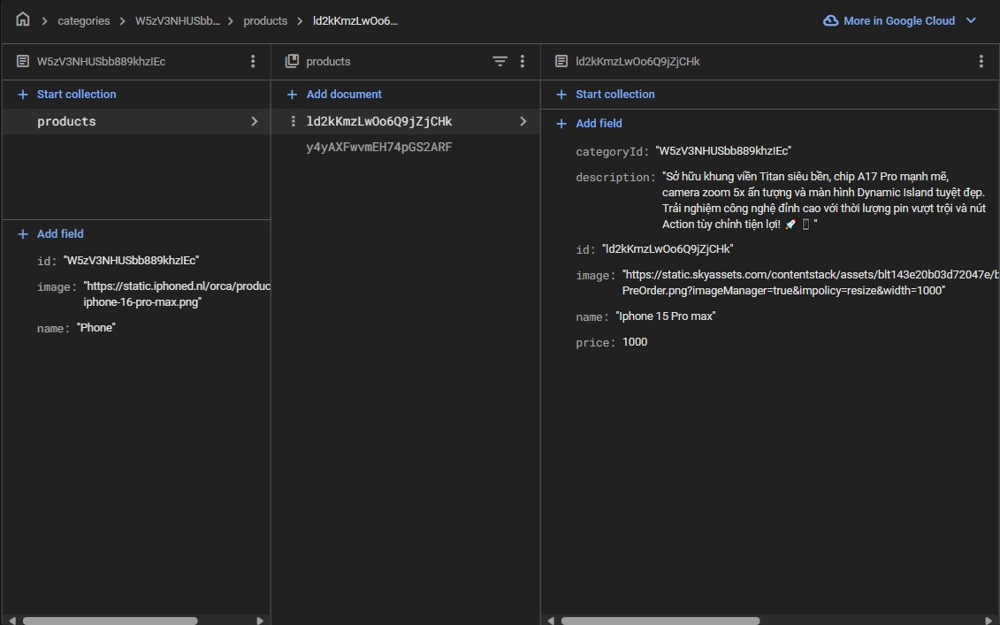 categories
W5zV3NHUSbb...
products
ld2kKmzLwOo6...
More in Google Cloud
W5zV3NHUSbb889khzIEc
products
ld2kKmzLwOo6Q9jZjCHk
+ Start collection
products
+ Add field
id: "W5zV3NHUSbb889khzIEc"
image: "https://static.iphoned.nl/orca/produc
iphone-16-pro-max.png"
name: "Phone"
+ Add document
ld2kKmzLwOo6Q9jZjCHk
y4yAXFwvmEH74pGS2ARF
+ Start collection
+ Add field
categoryId: "W5zV3NHUSbb889khzIEc"
description: "Sở hữu khung viền Titan siêu bền, chip A17 Pro mạnh mẽ,
camera zoom 5x ấn tượng và màn hình Dynamic Island tuyệt đẹp.
Trải nghiệm công nghệ đỉnh cao với thời lượng pin vượt trội và nút
Action tùy chỉnh tiện lợi! 🚀 📱 "
id: "ld2kKmzLwOo6Q9jZjCHk"
image: "https://static.skyassets.com/contentstack/assets/blt143e20b03d72047e/b
PreOrder.png?imageManager=true&impolicy=resize&width=1000"
name: "Iphone 15 Pro max"
price: 1000